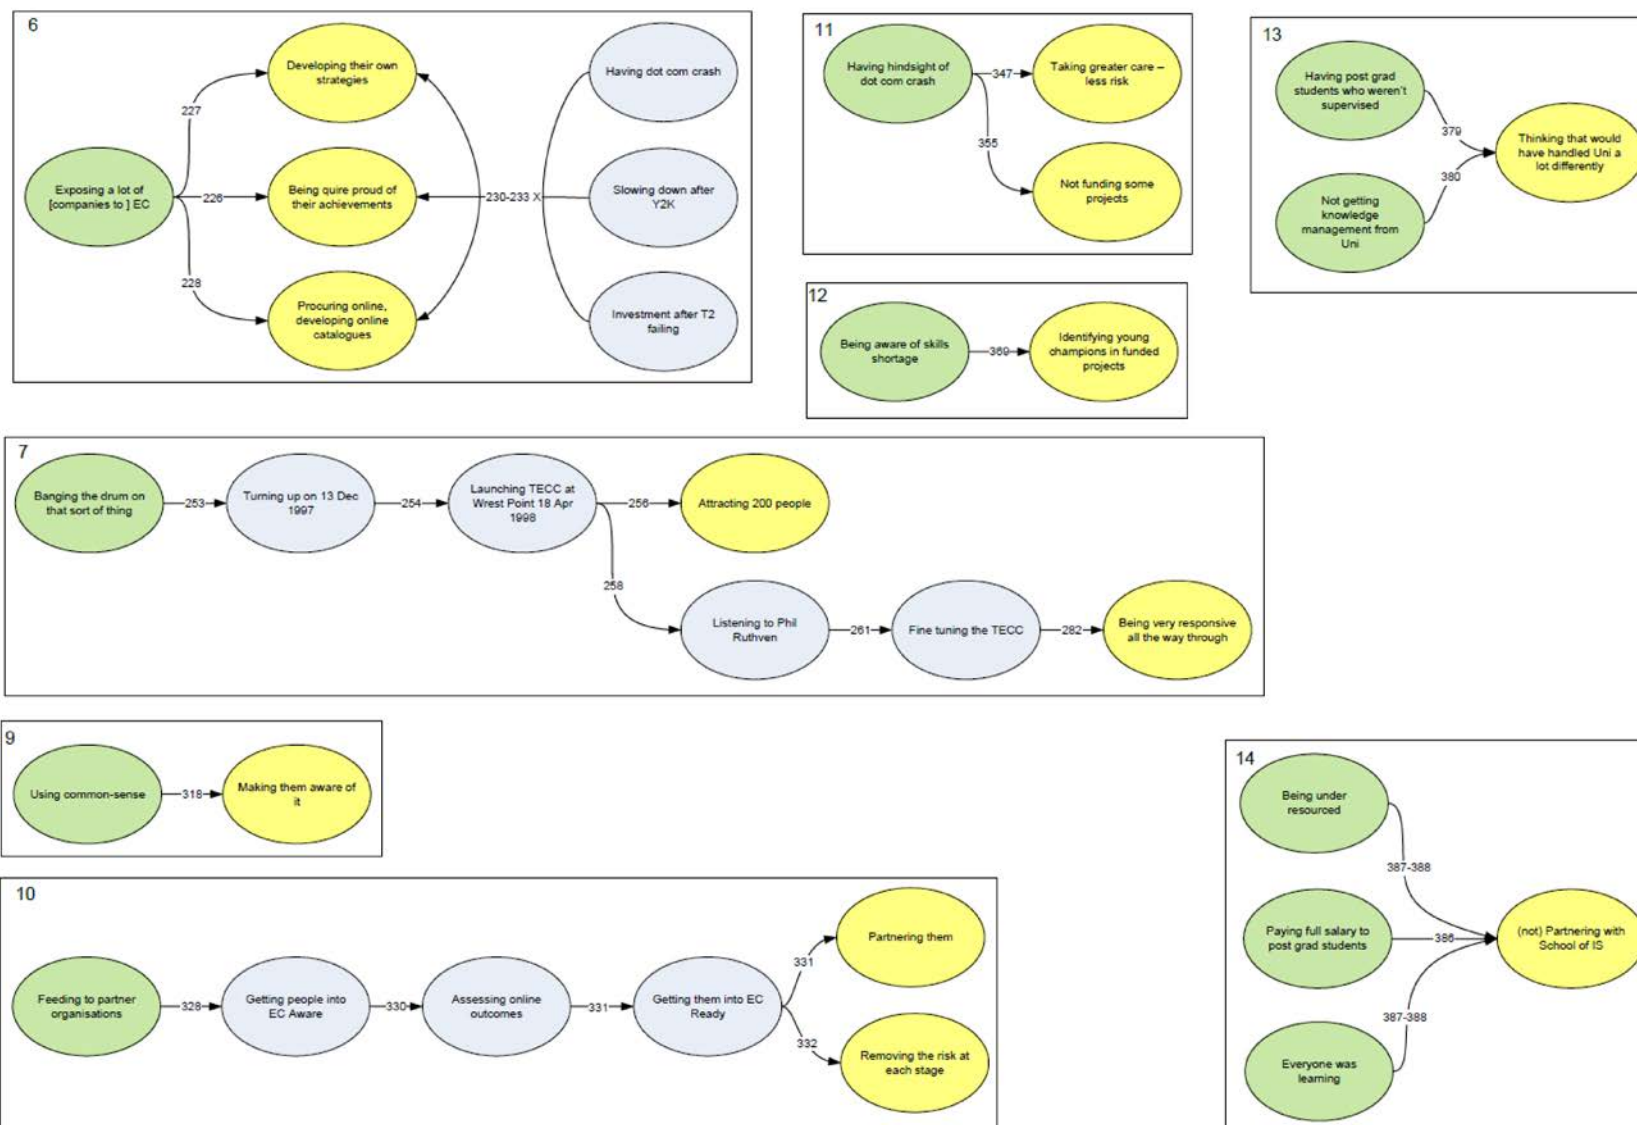 6
Developing their own
strategies
Having dot com crash
227
Exposing a lot of
[companies to ] EC
226
Being quire proud of
their achievements
230-233 X
Slowing down after
Y2K
228
Procuring online,
developing online
catalogues
Investment after T2
failing
11
Having hindsight of
dot com crash
347
Taking greater care –
less risk
355
Not funding some
projects
13
Having post grad
students who weren't
supervised
379
Thinking that would
have handled Uni a
lot differently
380
Not getting
knowledge
management from
Uni
12
Being aware of skills
shortage
369
Identifying young
champions in funded
projects
7
Banging the drum on
that sort of thing
253
Turning up on 13 Dec
1997
254
Launching TECC at
Wrest Point 18 Apr
1998
256
Attracting 200 people
258
Listening to Phil
Ruthven
261
Fine tuning the TECC
282
Being very responsive
all the way through
9
Using common-sense
318
Making them aware of
it
10
Feeding to partner
organisations
328
Getting people into
EC Aware
330
Assessing online
outcomes
331
Getting them into EC
Ready
331
Partnering them
332
Removing the risk at
each stage
14
Being under
resourced
387-388
Paying full salary to
post grad students
386
(not) Partnering with
School of IS
387-388
Everyone was
learning